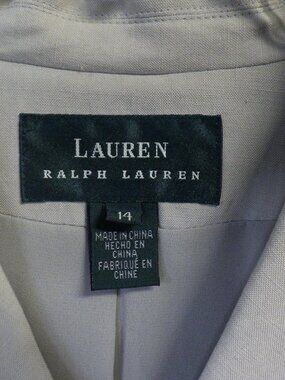 LAUREN
RALPH LAUREN
14
MADE IN CHINA
HECHO EN
CHINA
FABRIQUÉ EN
CHINE